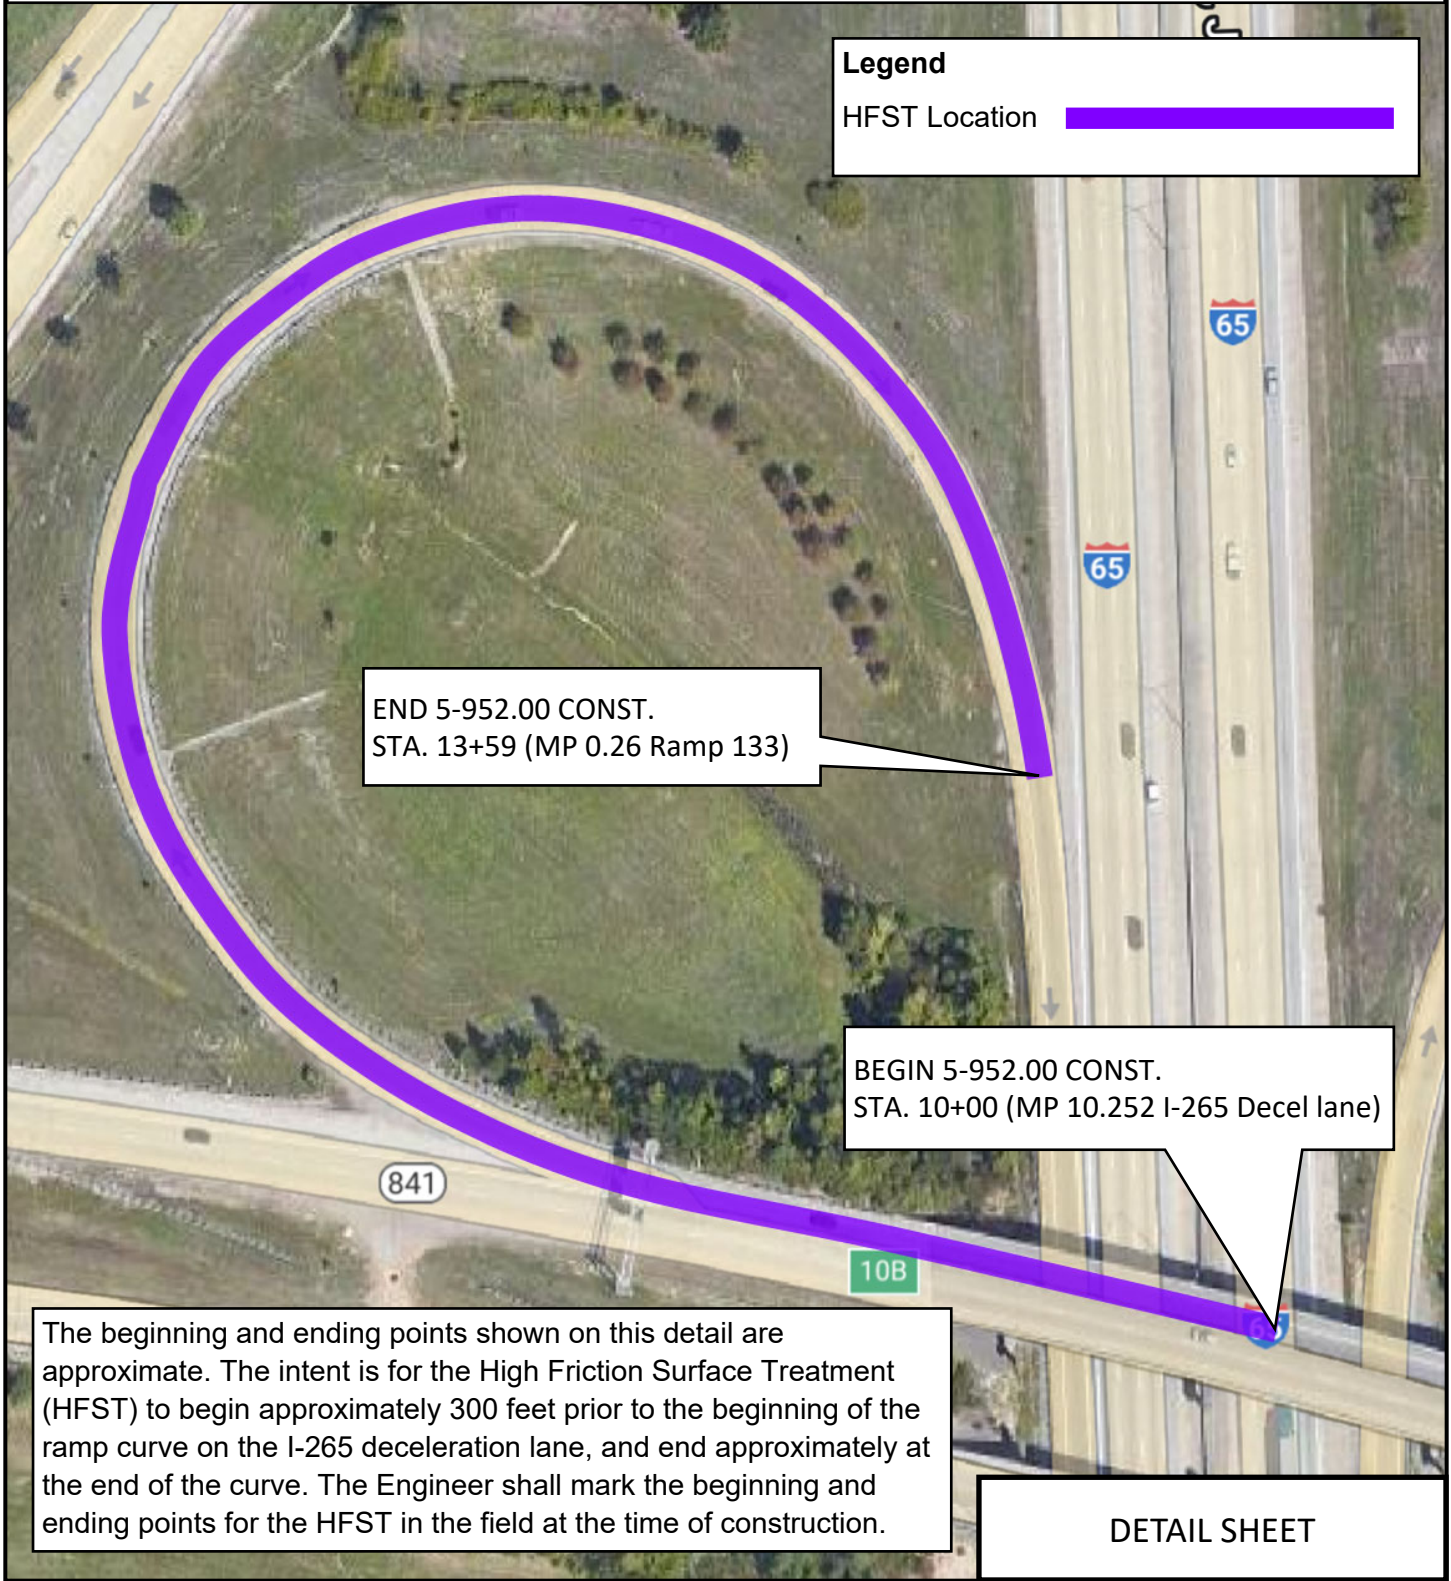 Legend
HFST Location
65
65
END 5-952.00 CONST.
STA. 13+59 (MP 0.26 Ramp 133)
BEGIN 5-952.00 CONST.
STA. 10+00 (MP 10.252 I-265 Decel lane)
841
10B
65
The beginning and ending points shown on this detail are
approximate. The intent is for the High Friction Surface Treatment
(HFST) to begin approximately 300 feet prior to the beginning of the
ramp curve on the I-265 deceleration lane, and end approximately at
the end of the curve. The Engineer shall mark the beginning and
ending points for the HFST in the field at the time of construction.
DETAIL SHEET